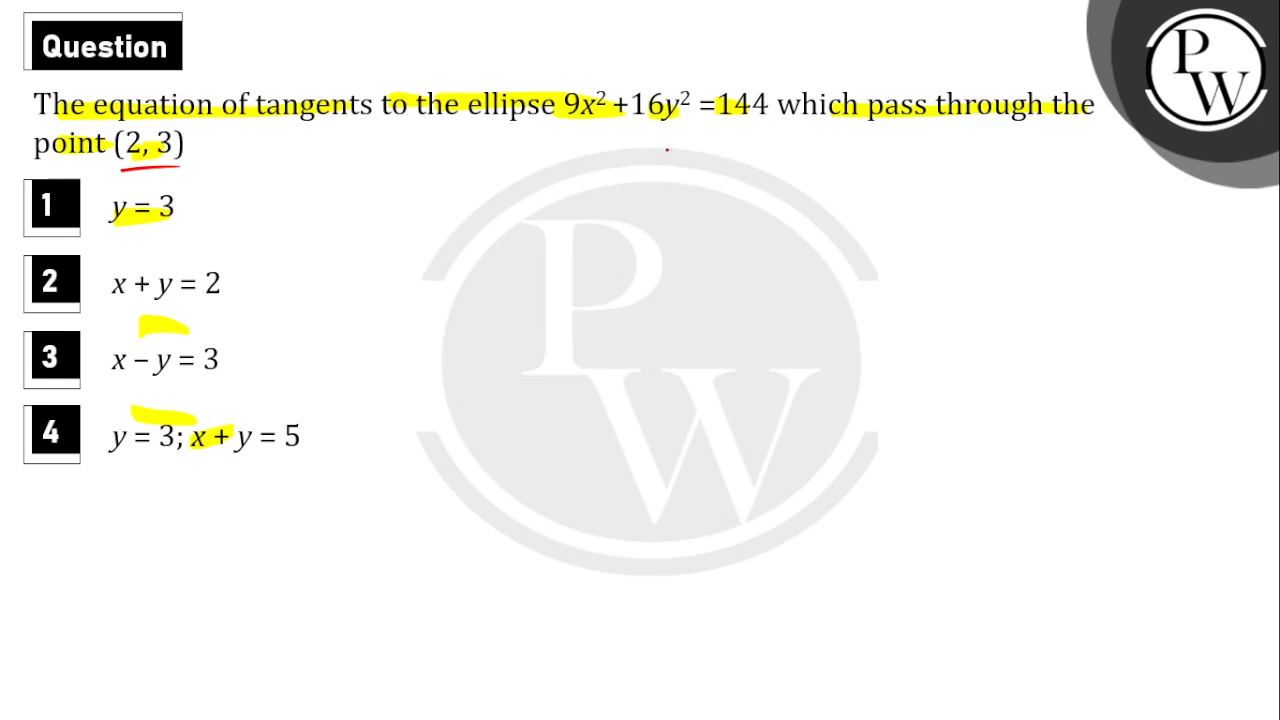 Question
The equation of tangents to the ellipse 9x² +16y² =144 which pass through the
point (2, 3)
1 y = 3
2 x + y = 2
3 x − y = 3
4 y = 3; x + y = 5
P
W
P
W